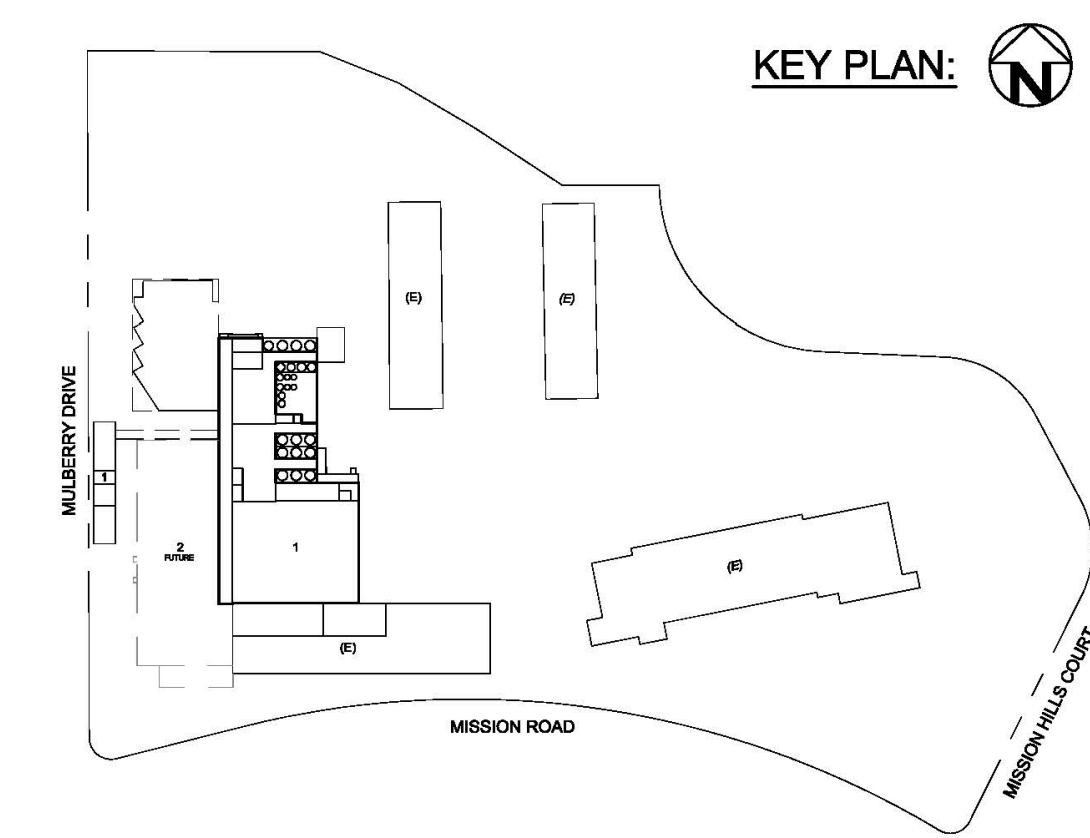 KEY PLAN:
N
(E)
(E)
MULBERRY DRIVE
1
2
FUTURE
1
(E)
(E)
MISSION ROAD
MISSION HILLS COURT